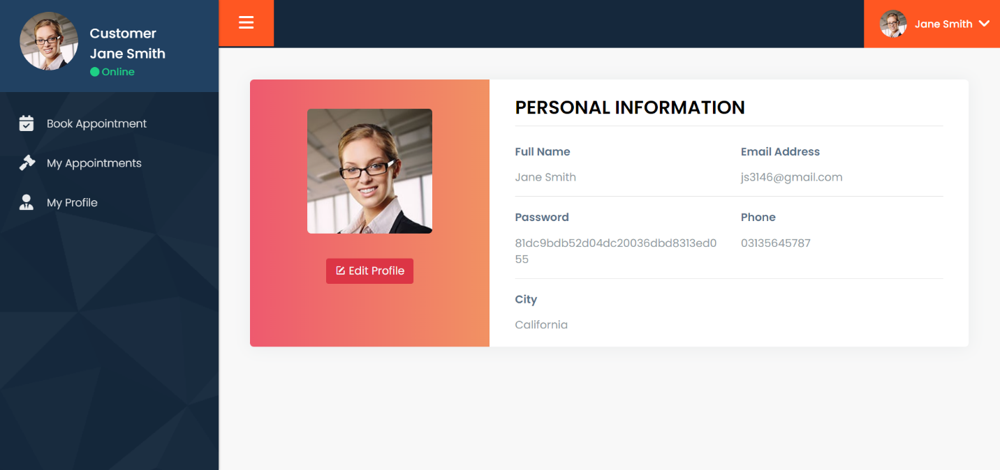 Customer
Jane Smith
Online
Book Appointment
My Appointments
My Profile
Jane Smith
Edit Profile
PERSONAL INFORMATION
Full Name
Email Address
Jane Smith
js3146@gmail.com
Password
Phone
81dc9bdb52d04dc20036dbd8313ed0
03135645787
55
City
California